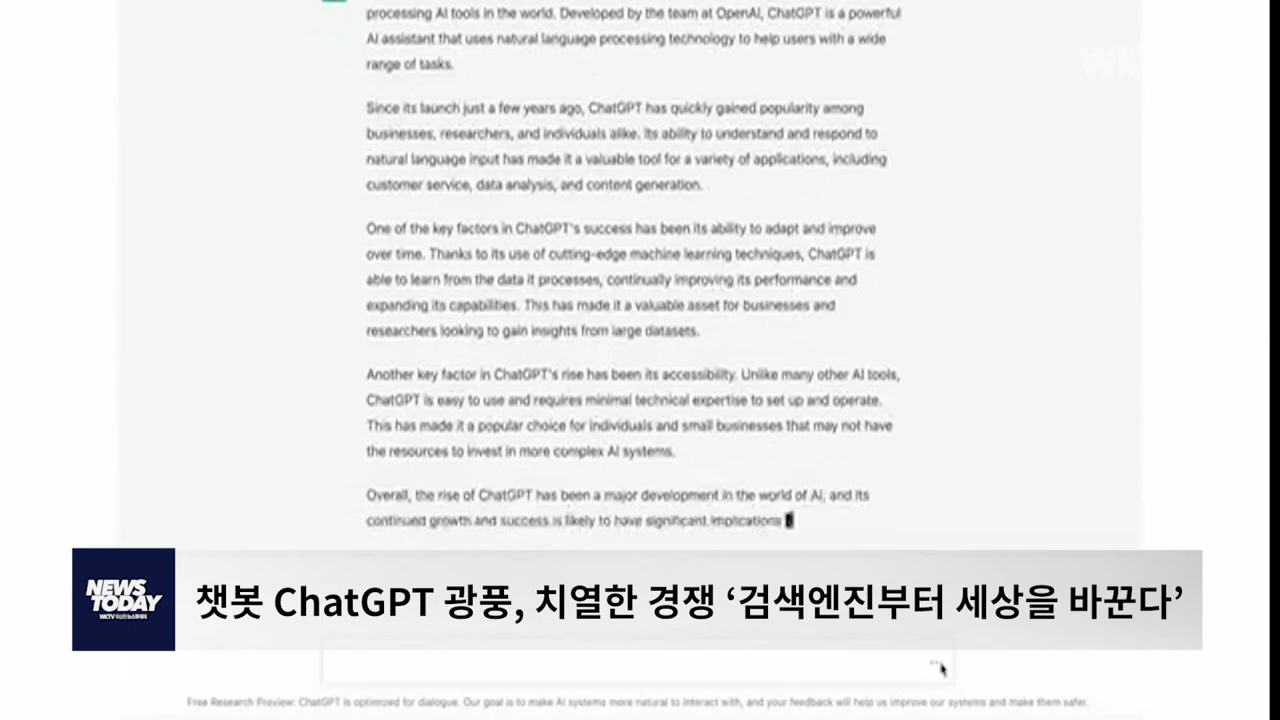 processing AI tools in the world. Developed by the team at OpenAI, ChatGPT is a powerful
AI assistant that uses natural language processing technology to help users with a wide
range of tasks.
WK
Since its launch just a few years ago, ChatGPT has quickly gained popularity among
businesses, researchers, and individuals alike. Its ability to understand and respond to
natural language input has made it a valuable tool for a variety of applications, including
customer service, data analysis, and content generation.
One of the key factors in ChatGPT's success has been its ability to adapt and improve
over time. Thanks to its use of cutting-edge machine learning techniques, ChatGPT is
able to learn from the data it processes, continually improving its performance and
expanding its capabilities. This has made it a valuable asset for businesses and
researchers looking to gain insights from large datasets.
Another key factor in ChatGPT's rise has been its accessibility. Unlike many other AI tools,
ChatGPT is easy to use and requires minimal technical expertise to set up and operate.
This has made it a popular choice for individuals and small businesses that may not have
the resources to invest in more complex AI systems.
Overall, the rise of ChatGPT has been a major development in the world of AI, and its
continued growth and success is likely to have significant implications
NEWS
TODAY
WKTV
챗봇 ChatGPT 광풍, 치열한 경쟁 ‘검색엔진부터 세상을 바꾼다’
Free Research Preview: ChatGPT is optimized for dialogue. Our goal is to make AI systems more natural to interact with, and your feedback will help us improve our systems and make them safer.